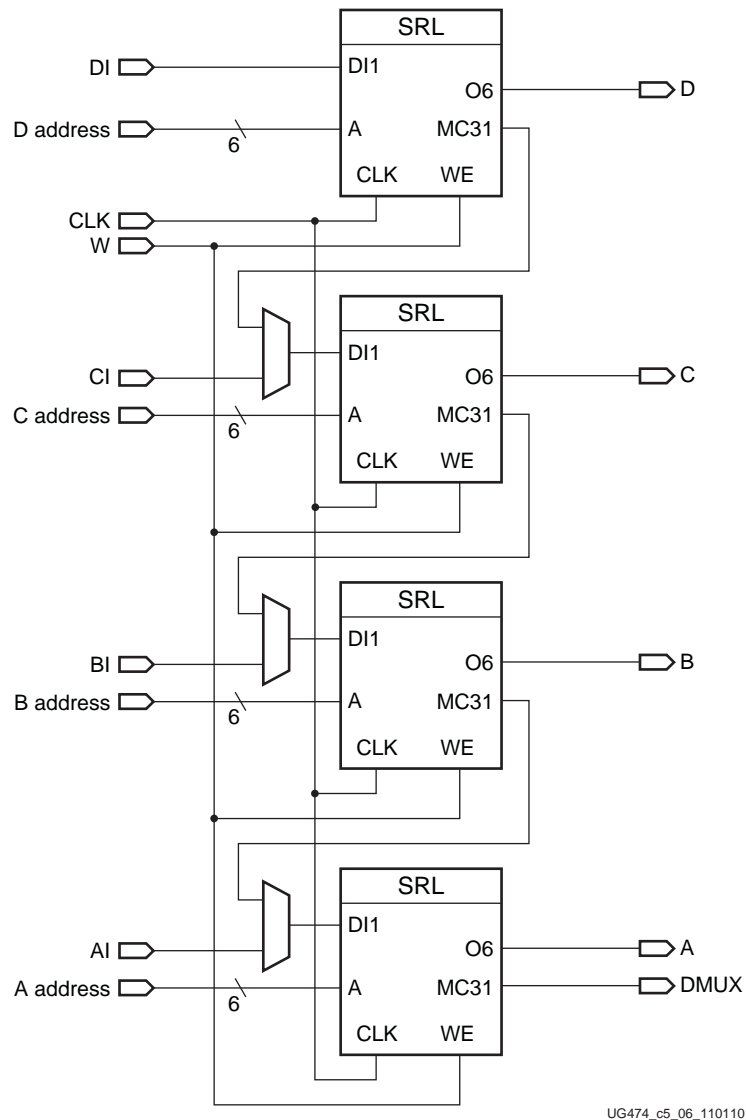 SRL
DI
DI1
O6
D
D address
6
A
MC31
CLK
WE
CLK
W
SRL
DI1
CI
O6
C
C address
6
A
MC31
CLK
WE
SRL
DI1
BI
O6
B
B address
6
A
MC31
CLK
WE
SRL
DI1
AI
O6
A
A address
6
A
MC31
DMUX
CLK
WE
UG474_c5_06_110110